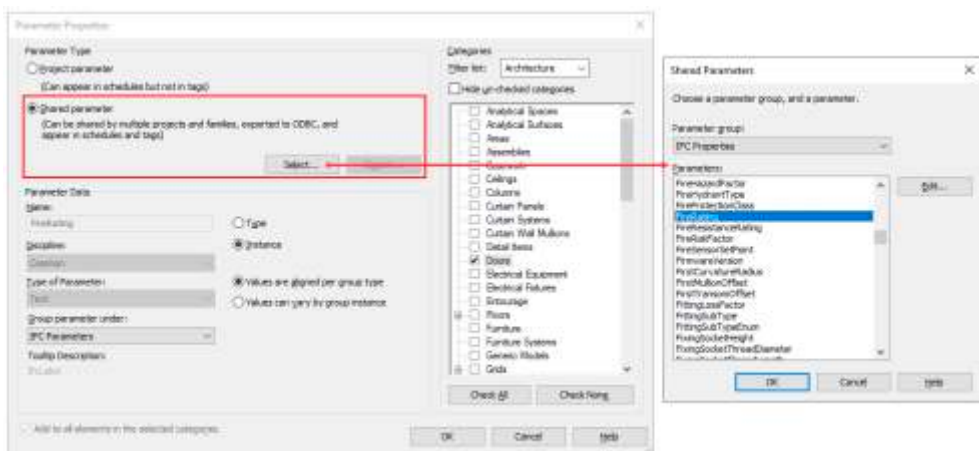 Parameter Properties
Parameter Type
Project parameter
(Can appear in schedules but not in tags)
Shared parameter
(Can be shared by multiple projects and families, exported to ODBC, and
appear in schedules and tags)
Select...
Parameter Data
Name:
FireRating
Type
Discipline:
Instance
Common
Type of Parameter:
Values are aligned per group type
Text
Values can vary by group instance
Group parameter under:
IFC Parameters
Tooltip Description:
Add to all elements in the selected categories
Categories
Filter list:
Architecture
Hide un-checked categories
Analytical Spaces
Analytical Surfaces
Areas
Assemblies
Ceilings
Columns
Curtain Panels
Curtain Systems
Curtain Wall Mullions
Detail Items
Doors
Electrical Equipment
Electrical Fixtures
Entourage
Floors
Furniture
Furniture Systems
Generic Models
Grids
Check All
Check None
OK
Cancel
Help
Shared Parameters
Choose a parameter group, and a parameter.
Parameter group:
IFC Properties
Parameters:
FireHazardFactor
FireHydrantType
FireProtectionClass
FireRating
FireResistanceRating
FireRiskFactor
FireSensorSetPoint
FirmwareVersion
FirstCurvatureRadius
FirstMullionOffset
FirstTransomOffset
FittingLossFactor
FittingSubType
FittingSubTypeEnum
FixingSocketHeight
FixingSocketThreadDiameter
Edit...
OK
Cancel
Help